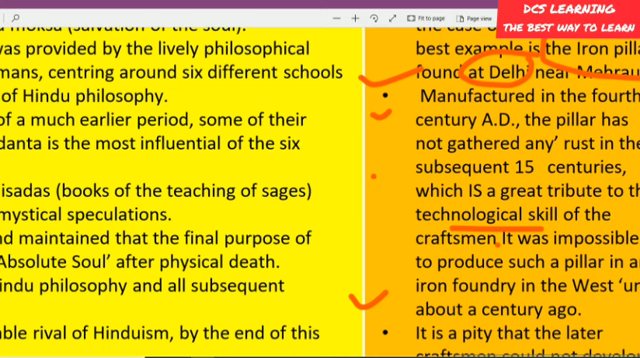 DCS LEARNING
THE BEST WAY TO LEARN
Fit to page
Page view
moksa (salvation of the soul).
was provided by the lively philosophical
mans, centring around six different schools
of Hindu philosophy.
of a much earlier period, some of their
danta is the most influential of the six
isadas (books of the teaching of sages)
mystical speculations.
nd maintained that the final purpose of
Absolute Soul' after physical death.
indu philosophy and all subsequent
able rival of Hinduism, by the end of this
the case o
best example is the Iron pilla
found at Delhi near Mehrau
• Manufactured in the fourth
century A.D., the pillar has
not gathered any' rust in the
subsequent 15 centuries,
which IS a great tribute to th
technological skill of the
craftsmen. It was impossible
to produce such a pillar in a
iron foundry in the West 'un
about a century ago.
• It is a pity that the later
craftsmen could not develo